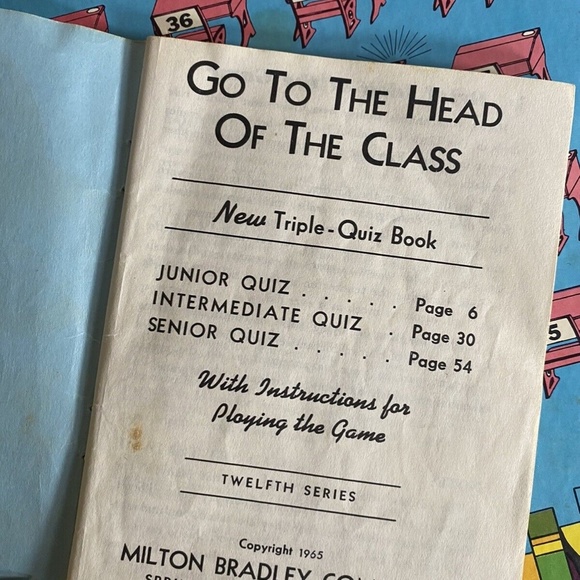 36
GO TO THE HEAD
OF THE CLASS
New Triple-Quiz Book
JUNIOR QUIZ . . . . . Page 6
INTERMEDIATE QUIZ . Page 30
SENIOR QUIZ . . . . . Page 54
With Instructions for
Playing the Game
TWELFTH SERIES
Copyright 1965
MILTON BRADLEY
5